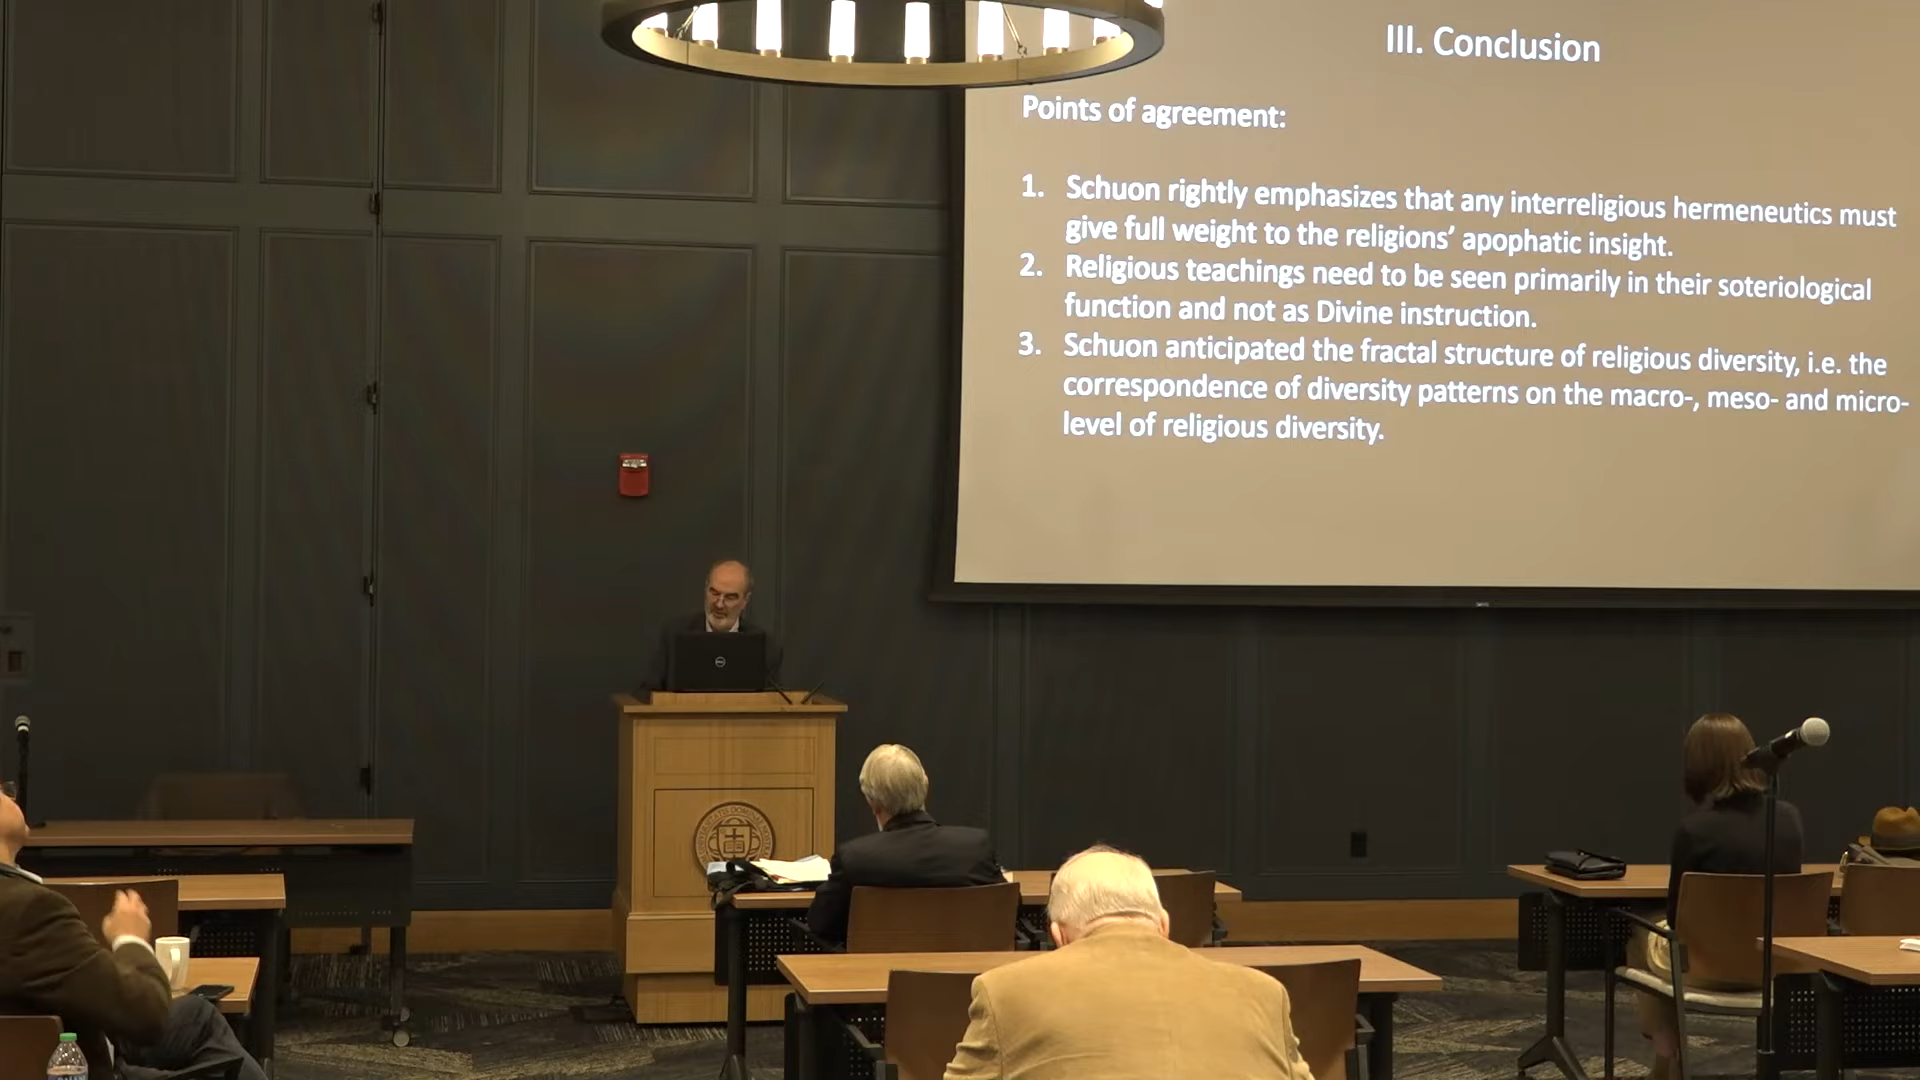 III. Conclusion
Points of agreement:
1. Schuon rightly emphasizes that any interreligious hermeneutics must
give full weight to the religions’ apophatic insight.
2. Religious teachings need to be seen primarily in their soteriological
function and not as Divine instruction.
3. Schuon anticipated the fractal structure of religious diversity, i.e. the
correspondence of diversity patterns on the macro-, meso- and micro-
level of religious diversity.
DELL